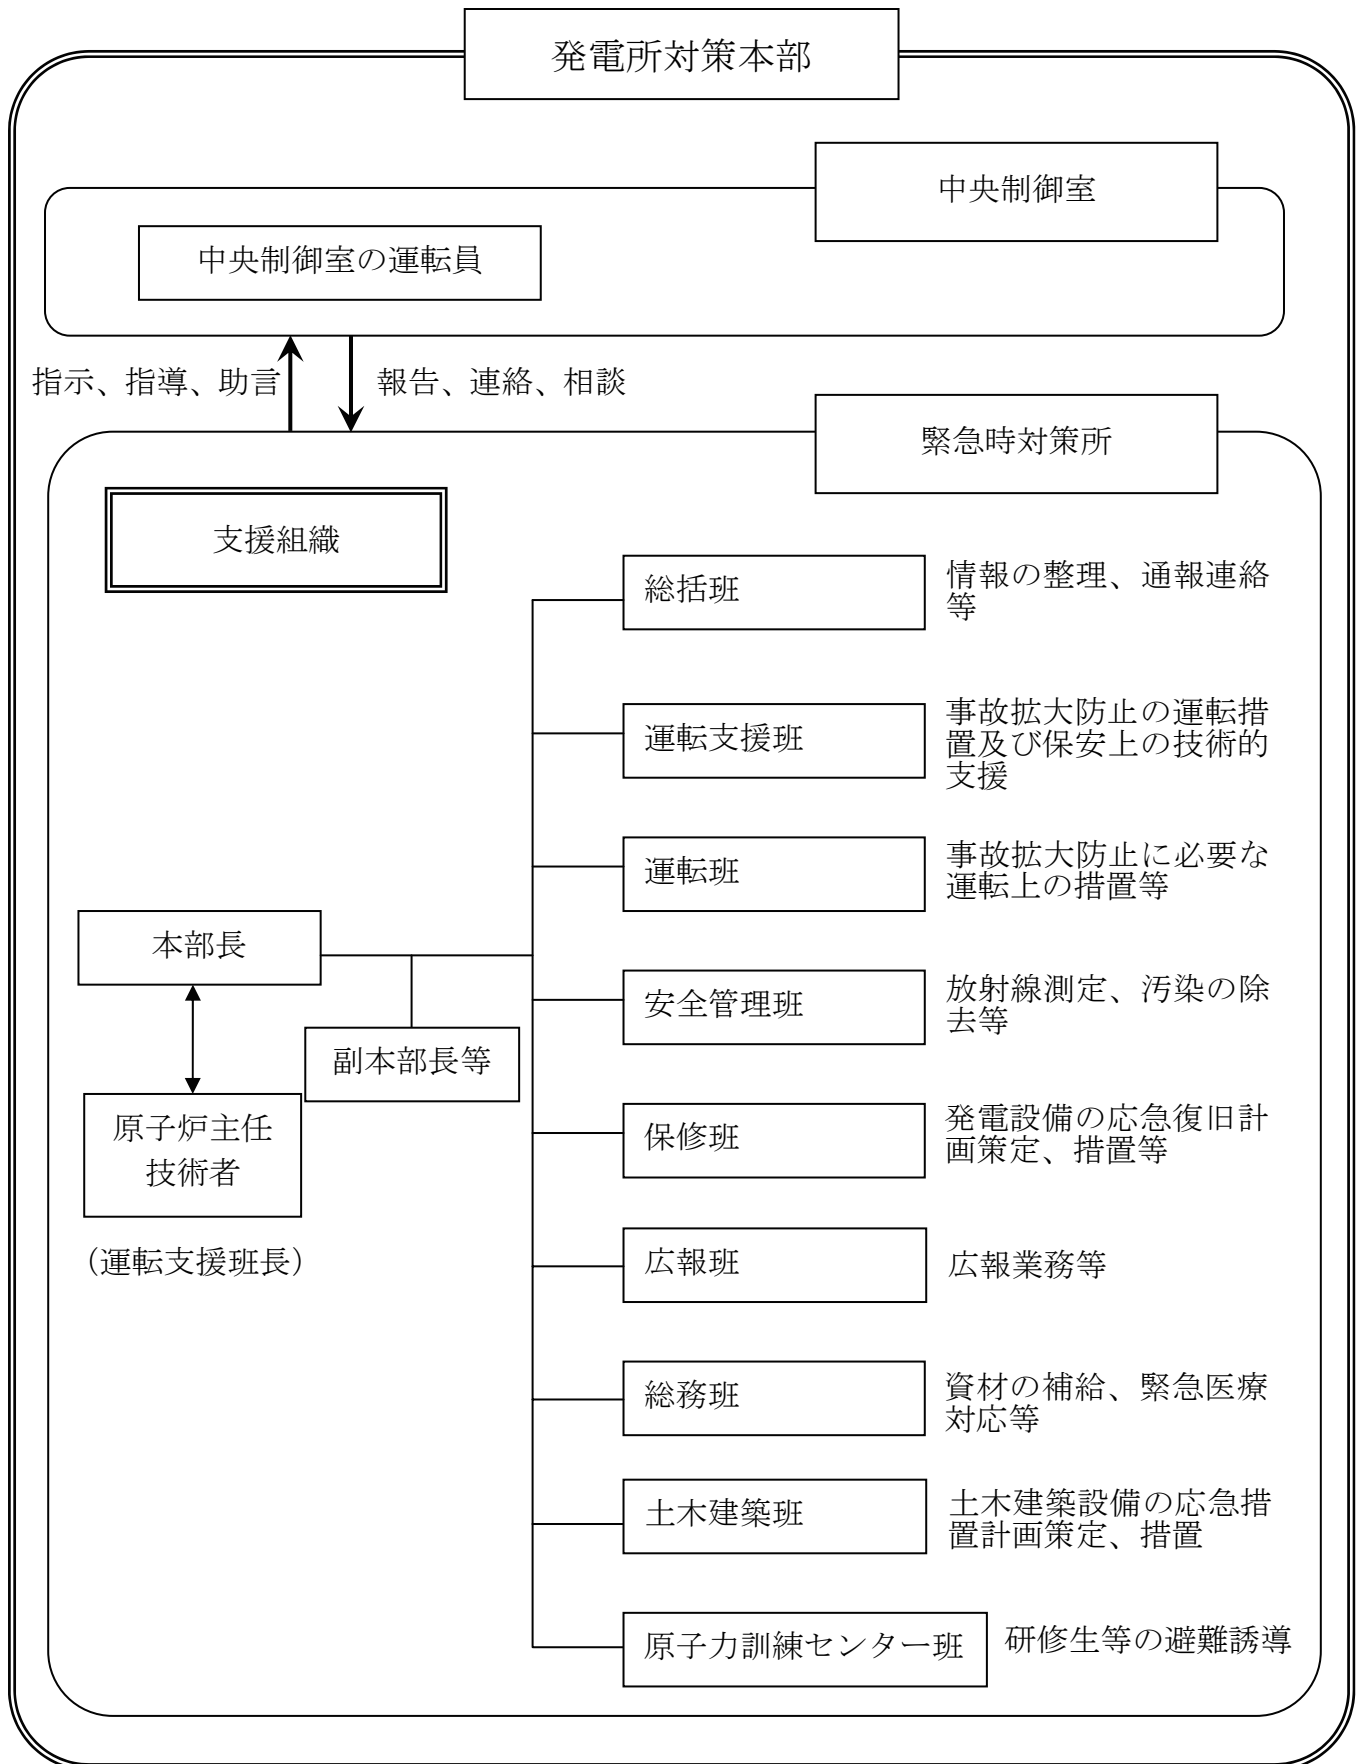 発電所対策本部
中央制御室
中央制御室の運転員
指示、指導、助言
報告、連絡、相談
緊急時対策所
支援組織
総括班
情報の整理、通報連絡
等
運転支援班
事故拡大防止の運転措
置及び保安上の技術的
支援
運転班
事故拡大防止に必要な
運転上の措置等
本部長
安全管理班
放射線測定、汚染の除
去等
副本部長等
原子炉主任
技術者
(運転支援班長)
保修班
発電設備の応急復旧計
画策定、措置等
広報班
広報業務等
総務班
資材の補給、緊急医療
対応等
土木建築班
土木建築設備の応急措
置計画策定、措置
原子力訓練センター班
研修生等の避難誘導